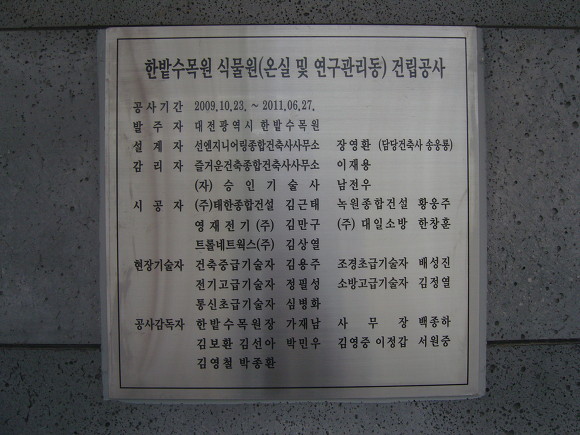 한밭수목원 식물원(온실 및 연구관리동) 건립공사
공사기간 2009.10.23. ~ 2011.06.27.
발주자 대전광역시 한밭수목원
설계자 선엔지니어링종합건축사사무소 장영환 (담당건축사 송웅룡)
감리자 즐거운건축종합건축사사무소 이재용
(자) 승인기술사 남전우
시공자 (주)태한종합건설 김근태 녹원종합건설 황용주
영재전기(주) 김만구 (주)대일소방 한창훈
트롤네트웍스(주) 김상열
현장기술자 건축중급기술자 김용주 조경초급기술자 배성진
전기고급기술자 정필성 소방고급기술자 김정열
통신초급기술자 심병화
공사감독자 한밭수목원장 가재남 사무장 백종하
김보환 김선아 박민우 김영중 이정갑 서원중
김영철 박종환